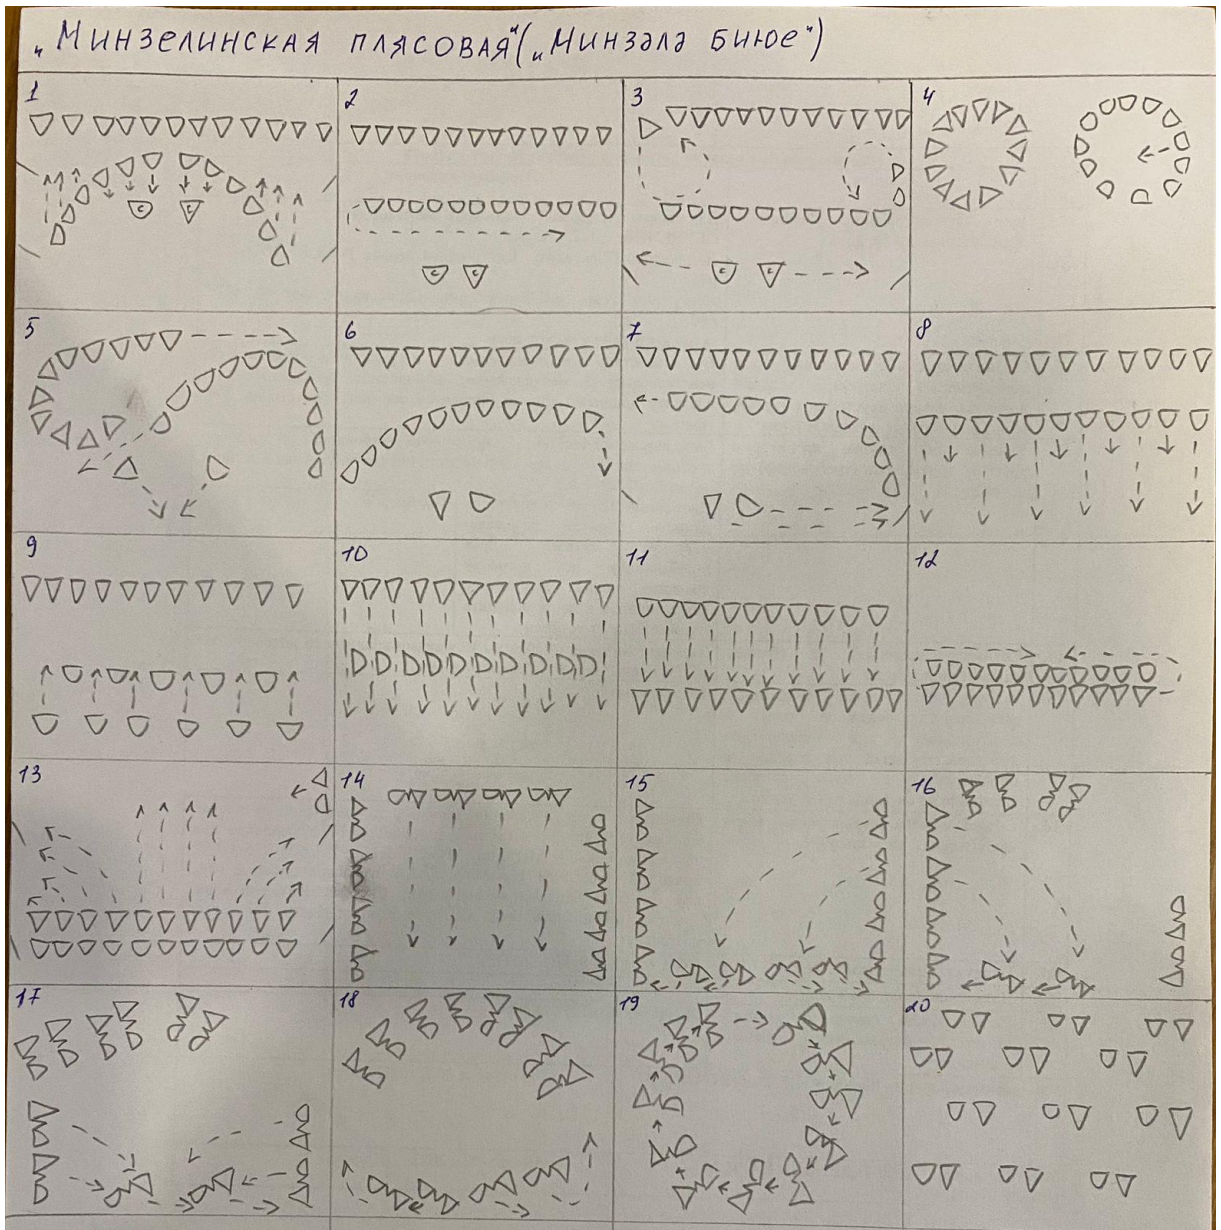 „Минзелинская плясовая“ („Минзәлә биюе“)
1 2 3 4
с с с с с с
5 6 7 8
9 10 11 12
13 14 15 16
17 18 19 20